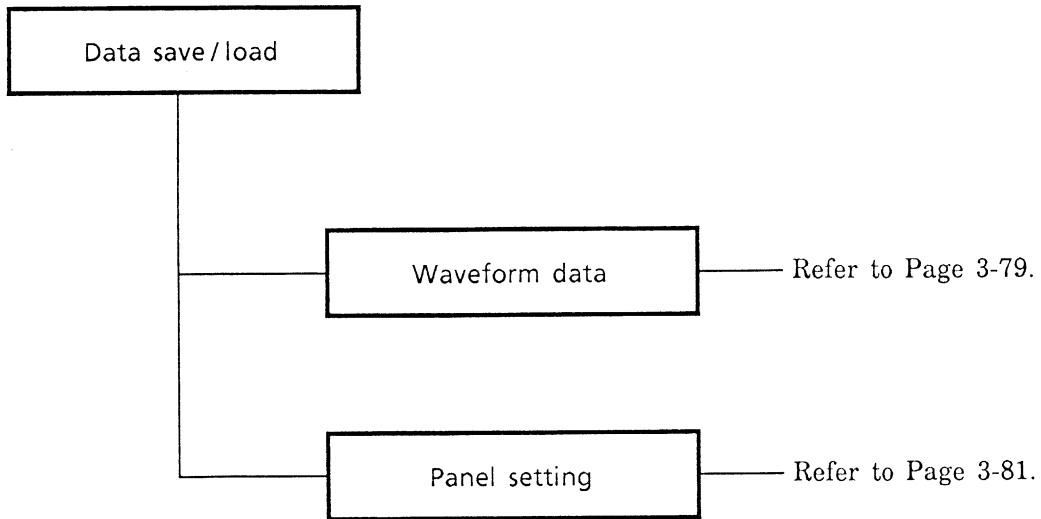 Data save/load
Waveform data
Refer to Page 3-79.
Panel setting
Refer to Page 3-81.